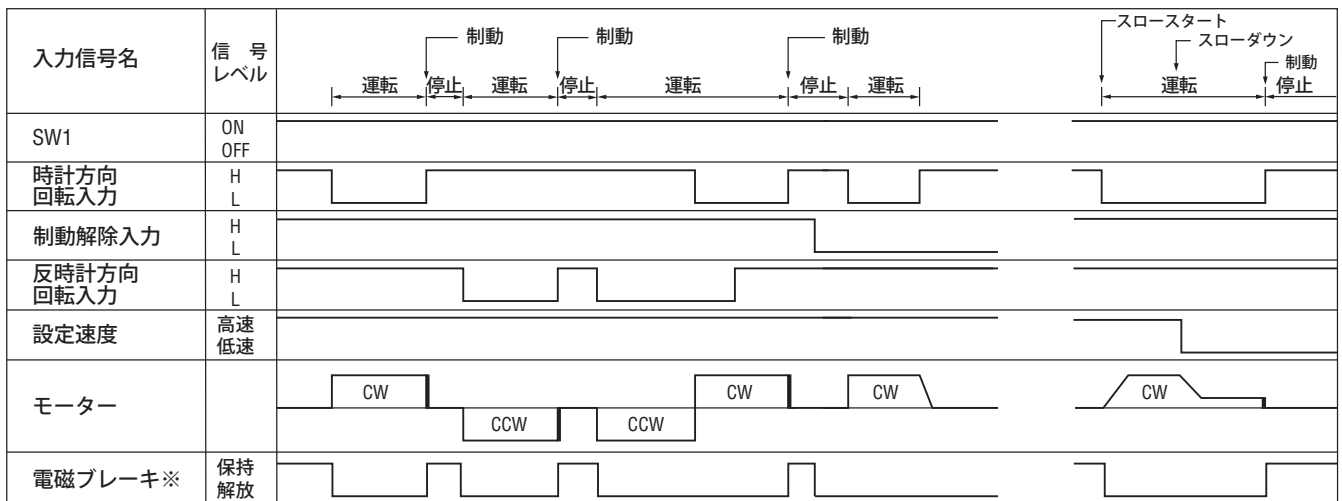 入力信号名
信 号
レベル
制動
制動
制動
スロースタート
スローダウン
制動
運転
停止
運転
停止
運転
停止
運転
運転
停止
SW1
ON
OFF
時計方向
回転入力
H
L
制動解除入力
H
L
反時計方向
回転入力
H
L
設定速度
高速
低速
モーター
CW
CCW
CCW
CW
CW
CW
電磁ブレーキ※
保持
解放